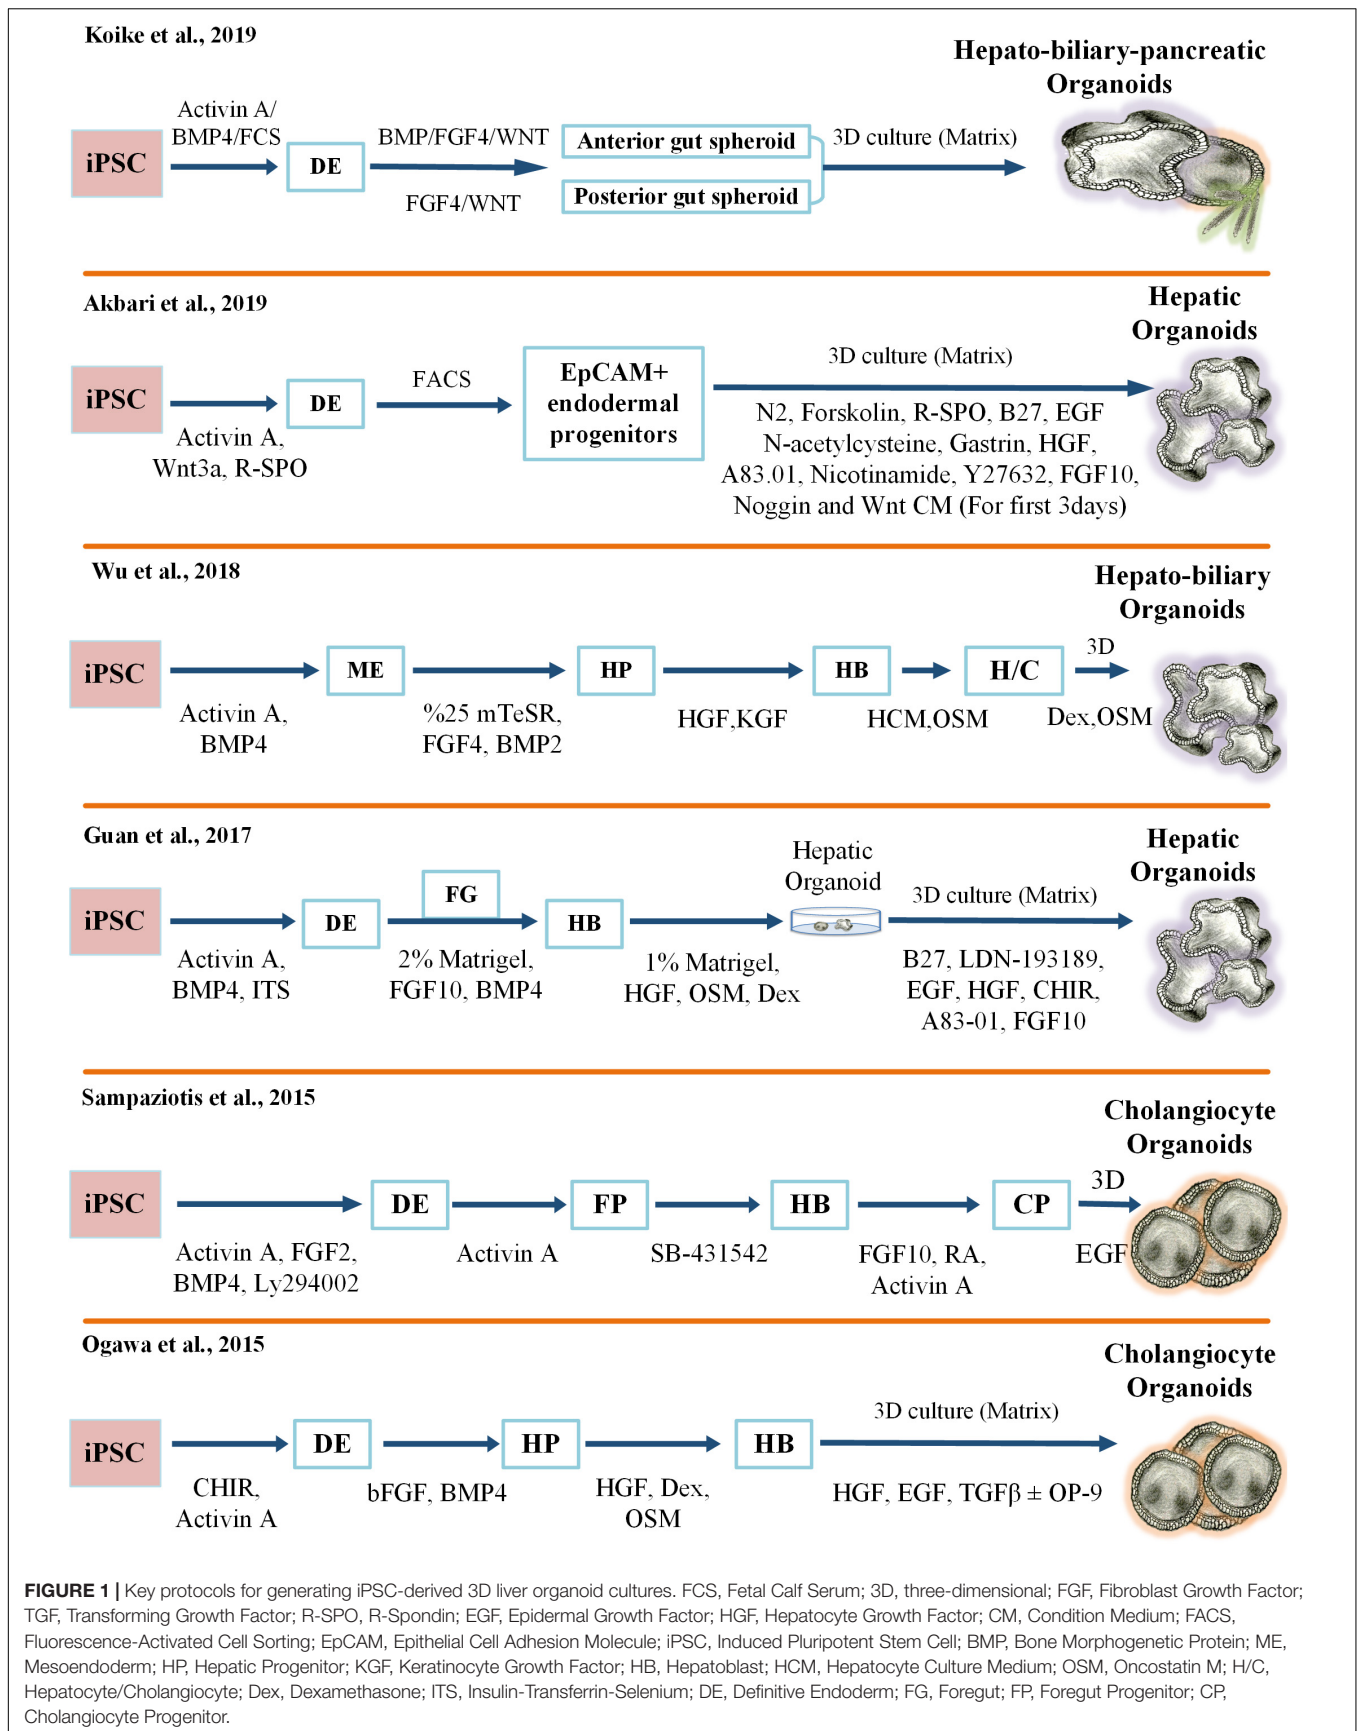 Koike et al., 2019
Hepato-biliary-pancreatic
Organoids
Activin A/
BMP4/FCS
BMP/FGF4/WNT
Anterior gut spheroid
3D culture (Matrix)
iPSC
DE
FGF4/WNT
Posterior gut spheroid
Akbari et al., 2019
Hepatic
Organoids
iPSC
DE
FACS
EpCAM+
endodermal
progenitors
3D culture (Matrix)
Activin A,
Wnt3a, R-SPO
N2, Forskolin, R-SPO, B27, EGF
N-acetylcysteine, Gastrin, HGF,
A83.01, Nicotinamide, Y27632, FGF10,
Noggin and Wnt CM (For first 3days)
Wu et al., 2018
Hepato-biliary
Organoids
iPSC
ME
HP
HB
H/C
3D
Activin A,
BMP4
%25 mTeSR,
FGF4, BMP2
HGF,KGF
HCM,OSM
Dex,OSM
Guan et al., 2017
Hepatic
Organoids
iPSC
DE
FG
HB
Hepatic
Organoid
3D culture (Matrix)
Activin A,
BMP4, ITS
2% Matrigel,
FGF10, BMP4
1% Matrigel,
HGF, OSM, Dex
B27, LDN-193189,
EGF, HGF, CHIR,
A83-01, FGF10
Sampaziotis et al., 2015
Cholangiocyte
Organoids
iPSC
DE
FP
HB
CP
3D
Activin A, FGF2,
BMP4, Ly294002
Activin A
SB-431542
FGF10, RA,
Activin A
EGF
Ogawa et al., 2015
Cholangiocyte
Organoids
iPSC
DE
HP
HB
3D culture (Matrix)
CHIR,
Activin A
bFGF, BMP4
HGF, Dex,
OSM
HGF, EGF, TGFβ ± OP-9
FIGURE 1 | Key protocols for generating iPSC-derived 3D liver organoid cultures. FCS, Fetal Calf Serum; 3D, three-dimensional; FGF, Fibroblast Growth Factor;
TGF, Transforming Growth Factor; R-SPO, R-Spondin; EGF, Epidermal Growth Factor; HGF, Hepatocyte Growth Factor; CM, Condition Medium; FACS,
Fluorescence-Activated Cell Sorting; EpCAM, Epithelial Cell Adhesion Molecule; iPSC, Induced Pluripotent Stem Cell; BMP, Bone Morphogenetic Protein; ME,
Mesoendoderm; HP, Hepatic Progenitor; KGF, Keratinocyte Growth Factor; HB, Hepatoblast; HCM, Hepatocyte Culture Medium; OSM, Oncostatin M; H/C,
Hepatocyte/Cholangiocyte; Dex, Dexamethasone; ITS, Insulin-Transferrin-Selenium; DE, Definitive Endoderm; FG, Foregut; FP, Foregut Progenitor; CP,
Cholangiocyte Progenitor.